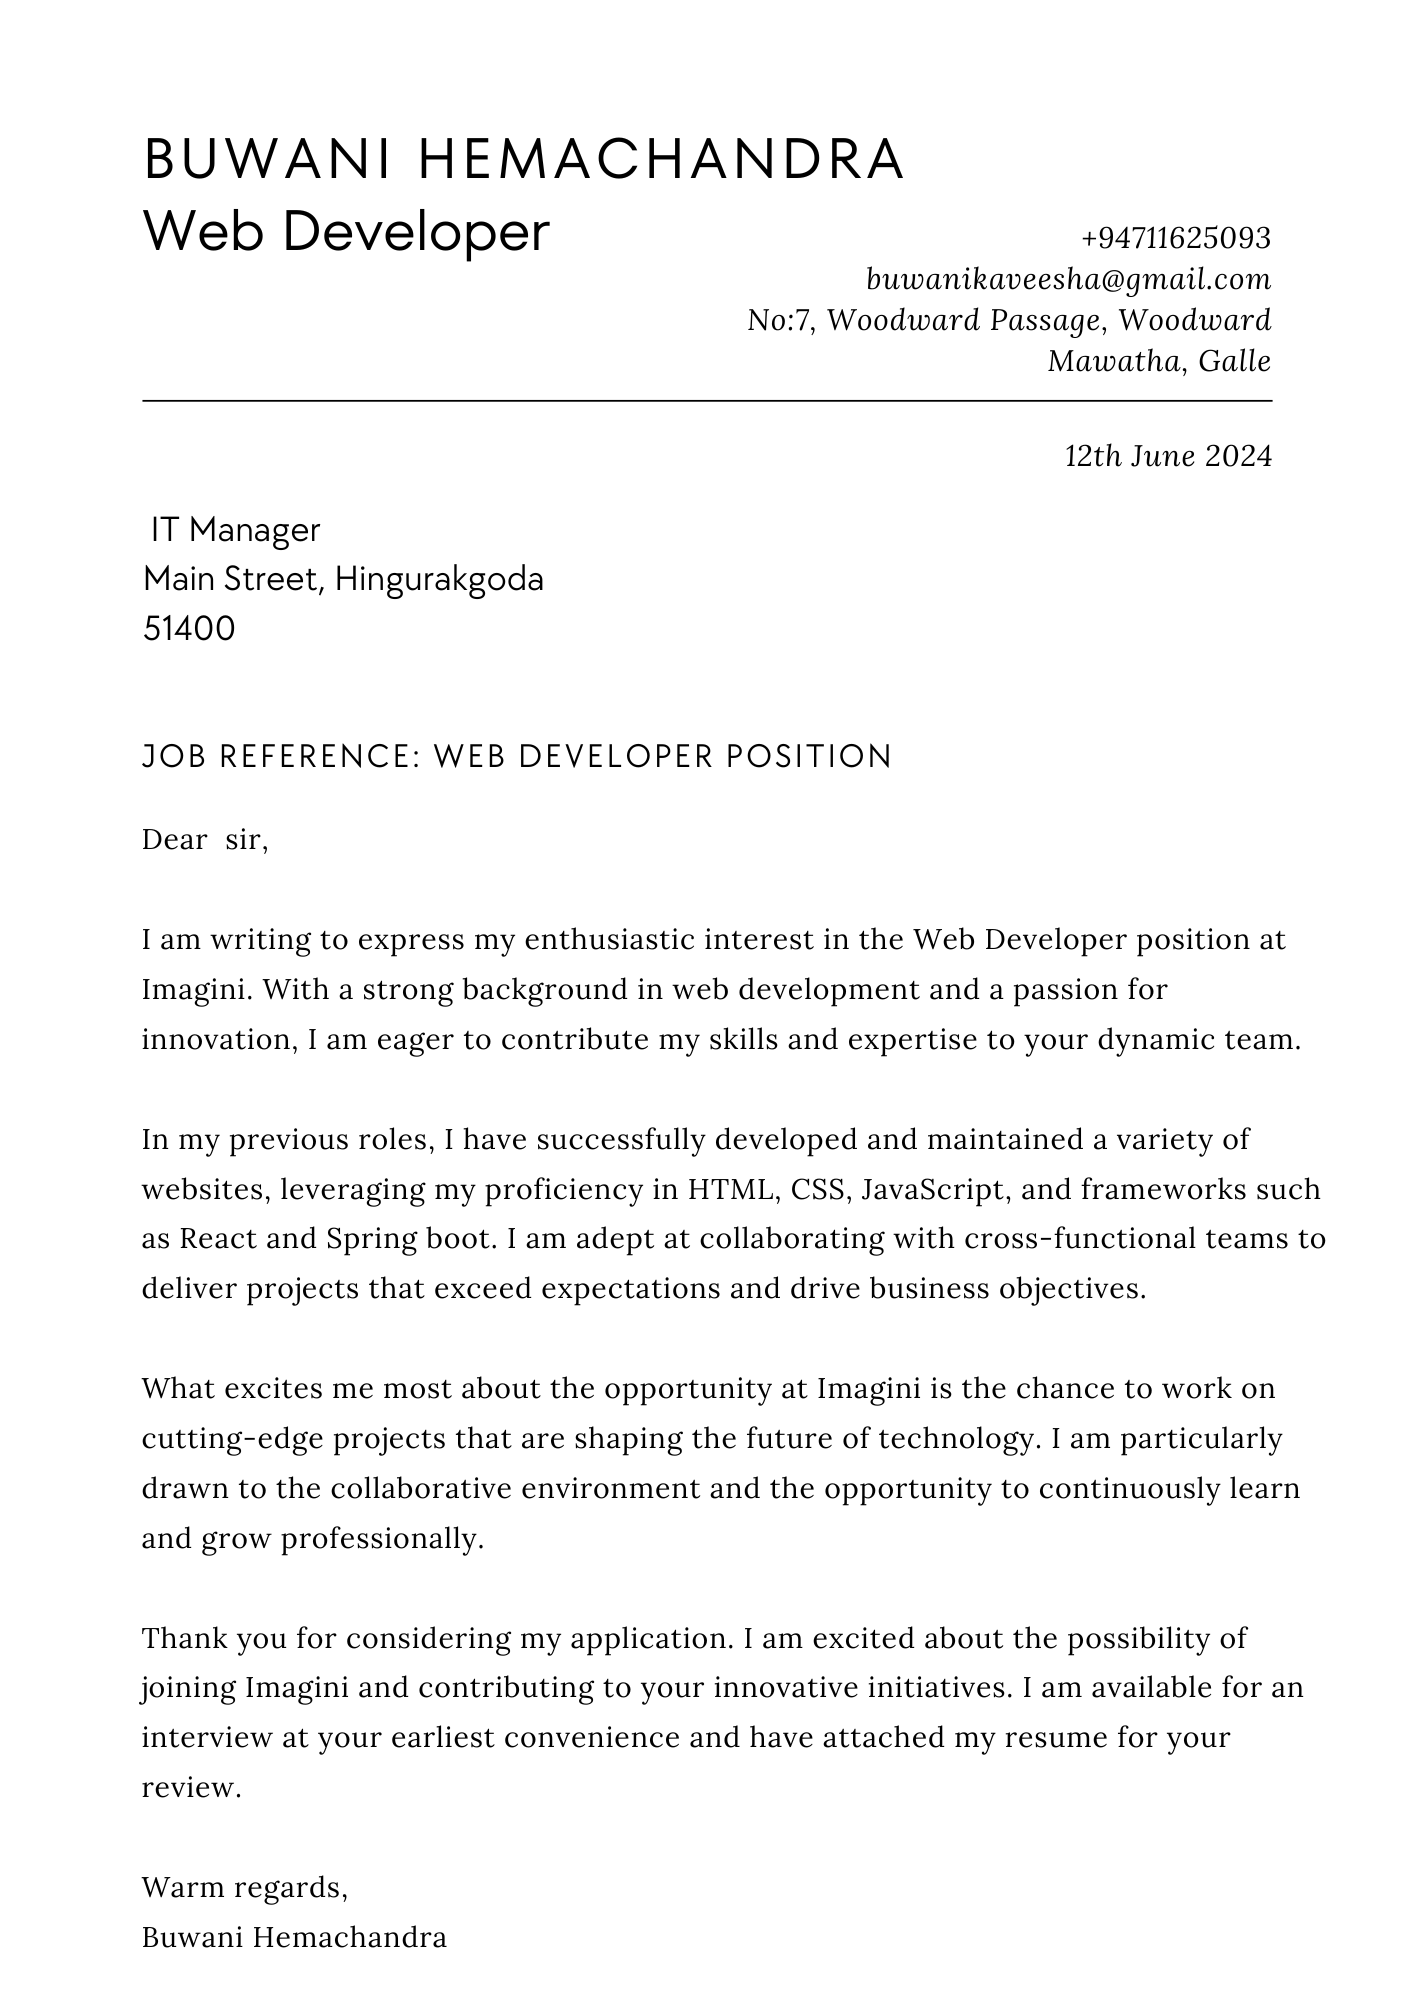 BUWANI HEMACHANDRA
Web Developer
+94711625093
buwanikaveesha@gmail.com
No:7, Woodward Passage, Woodward
Mawatha, Galle
12th June 2024
IT Manager
Main Street, Hingurakgoda
51400
JOB REFERENCE: WEB DEVELOPER POSITION
Dear  sir,
I am writing to express my enthusiastic interest in the Web Developer position at
Imagini. With a strong background in web development and a passion for
innovation, I am eager to contribute my skills and expertise to your dynamic team.
In my previous roles, I have successfully developed and maintained a variety of
websites, leveraging my proficiency in HTML, CSS, JavaScript, and frameworks such
as React and Spring boot. I am adept at collaborating with cross-functional teams to
deliver projects that exceed expectations and drive business objectives.
What excites me most about the opportunity at Imagini is the chance to work on
cutting-edge projects that are shaping the future of technology. I am particularly
drawn to the collaborative environment and the opportunity to continuously learn
and grow professionally.
Thank you for considering my application. I am excited about the possibility of
joining Imagini and contributing to your innovative initiatives. I am available for an
interview at your earliest convenience and have attached my resume for your
review.
Warm regards,
Buwani Hemachandra